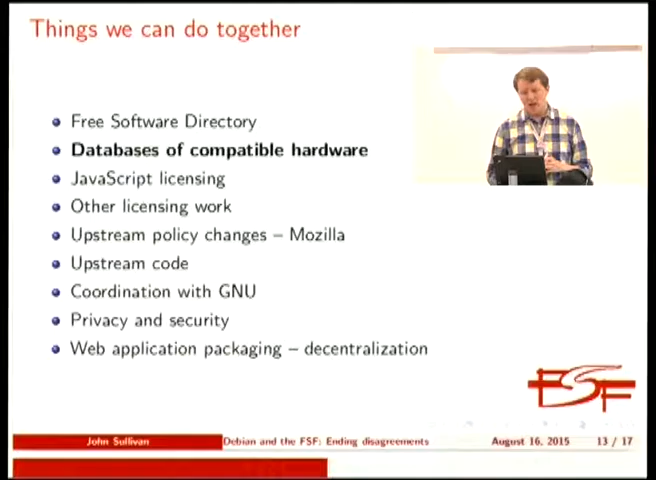 Things we can do together
Free Software Directory
Databases of compatible hardware
JavaScript licensing
Other licensing work
Upstream policy changes – Mozilla
Upstream code
Coordination with GNU
Privacy and security
Web application packaging – decentralization
FSF
John Sullivan Debian and the FSF: Ending disagreements August 16, 2015 13 / 17